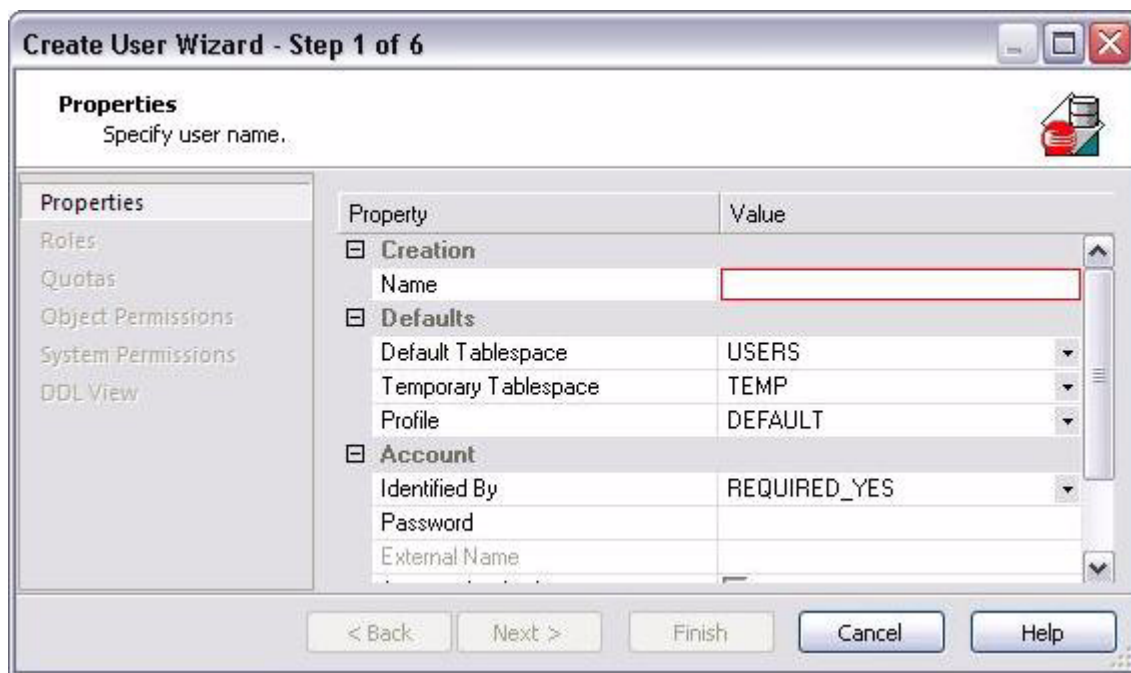 Create User Wizard - Step 1 of 6
Properties
Specify user name.
Properties
Roles
Quotas
Object Permissions
System Permissions
DDL View
Property Value
Creation
Name
Defaults
Default Tablespace USERS
Temporary Tablespace TEMP
Profile DEFAULT
Account
Identified By REQUIRED_YES
Password
External Name
< Back Next > Finish Cancel Help